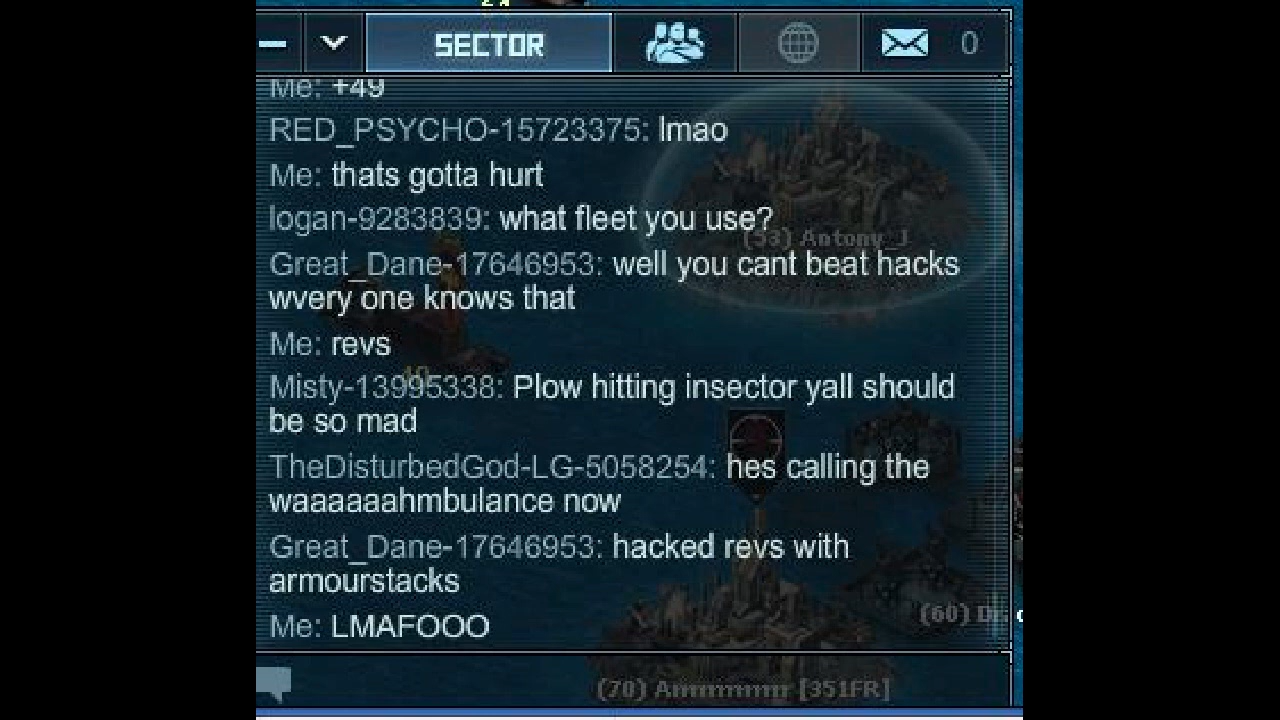 SECTOR
0
Me: +49
RED_PSYCHO-15723375: lmao
Me: thats gotta hurt
logan-9283839: what fleet you use?
(53) Antony_J
Great_Dane-17646953: well you cant beat hacks
wvery one knows that
Me: revs
Misty-13995338: Plow hitting insector yall should
be so mad
TheDisturbedGod-LG-5058254: hes calling the
waaaaaahmbulance now
Great_Dane-17646953: hacked revs with
armourstacks
Me: LMAFOOO
(60)
(70) [351FR]